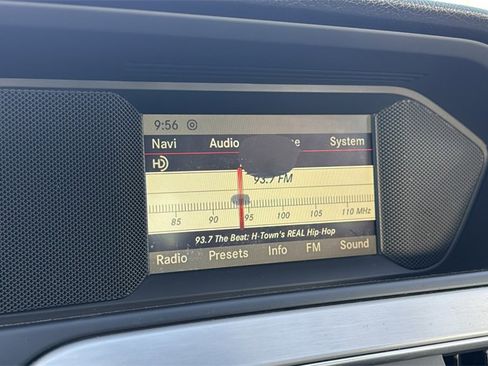 9:56
Navi Audio System
HD
93.7 FM
85 90 95 100 105 110 MHz
93.7 The Beat: H-Town's REAL Hip-Hop
Radio Presets Info FM Sound